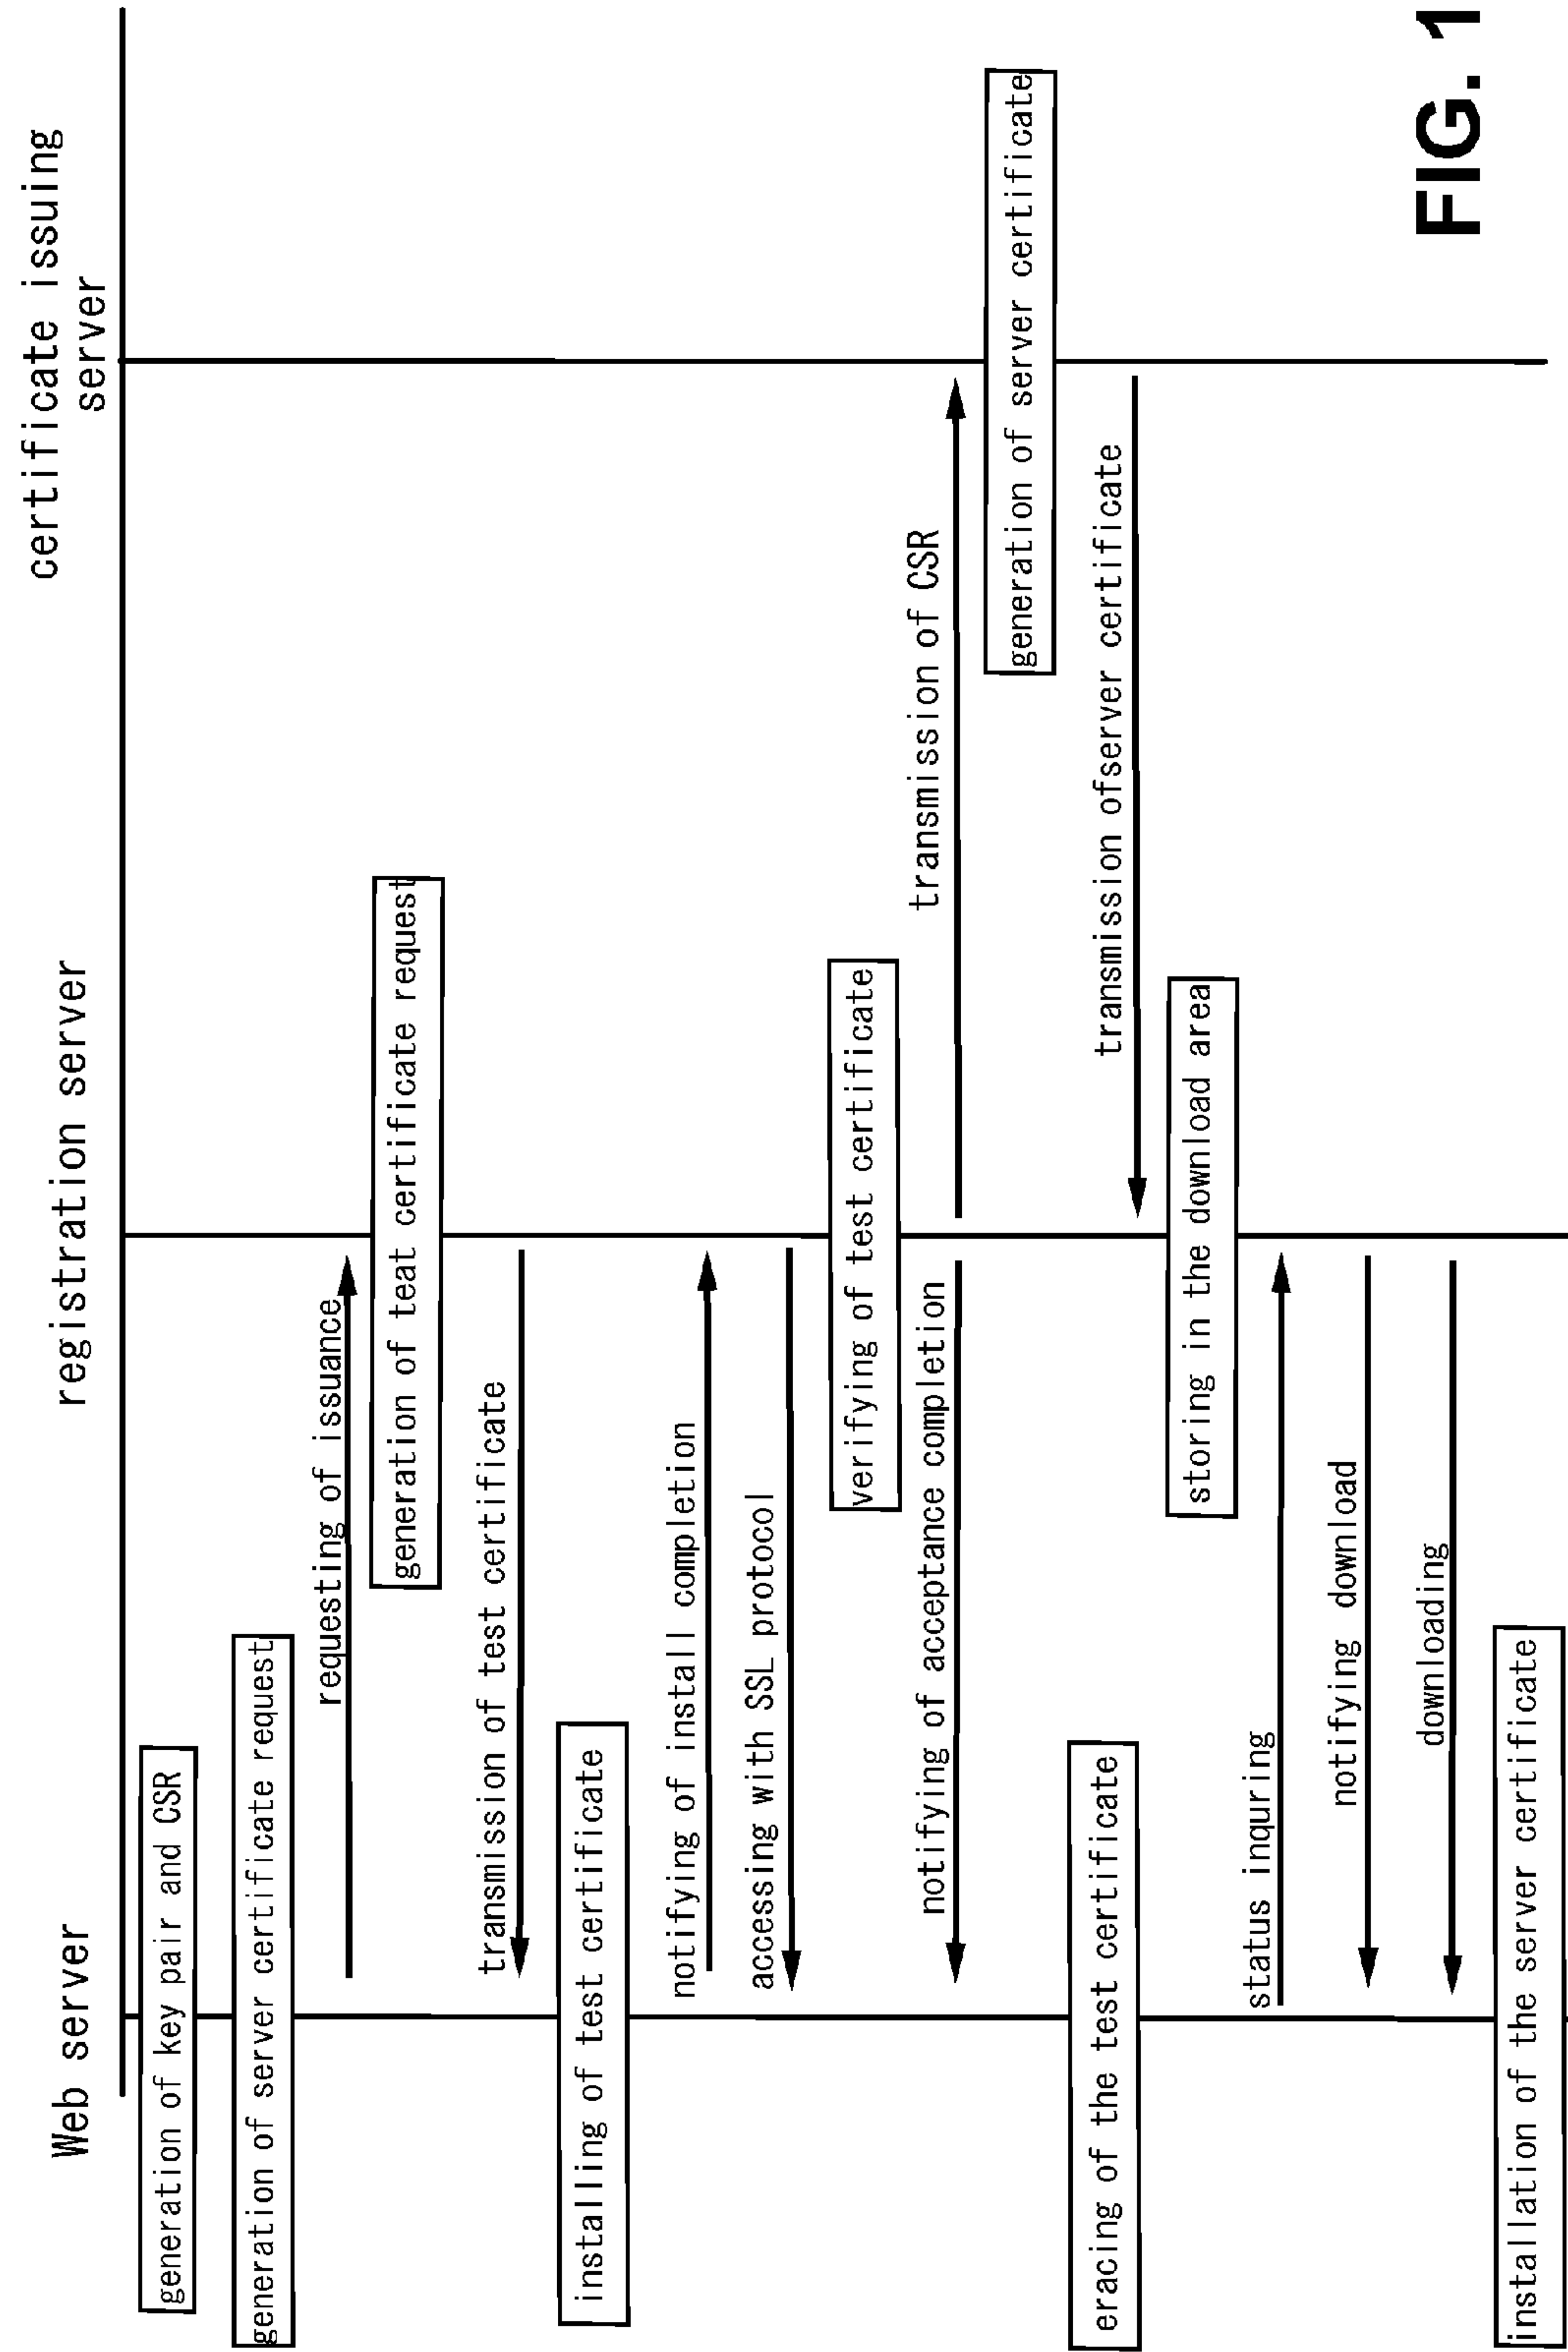 Web server
registration server
certificate issuing
server
generation of key pair and CSR
generation of server certificate request
requesting of issuance
generation of teat certificate request
transmission of test certificate
installing of test certificate
notifying of install completion
accessing with SSL protocol
verifying of test certificate
notifying of acceptance completion
transmission of CSR
generation of server certificate
eracing of the test certificate
transmission ofserver certificate
storing in the download area
status inquring
notifying download
downloading
installation of the server certificate
FIG. 1